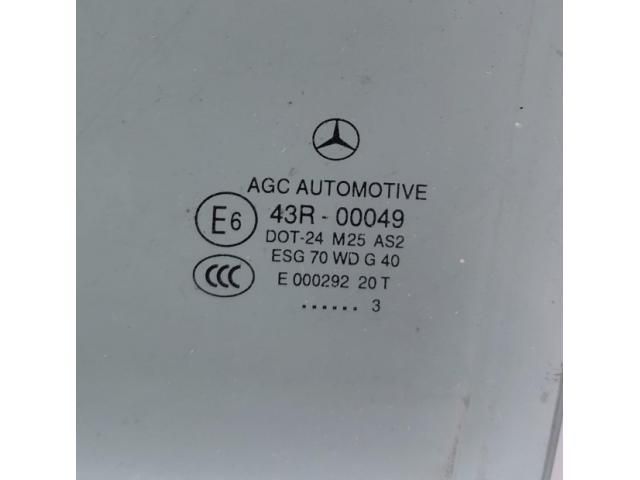 AGC AUTOMOTIVE
E6 43R - 00049
DOT-24 M25 AS2
ESG 70 WD G 40
CCC E 000292 20 T
...... 3